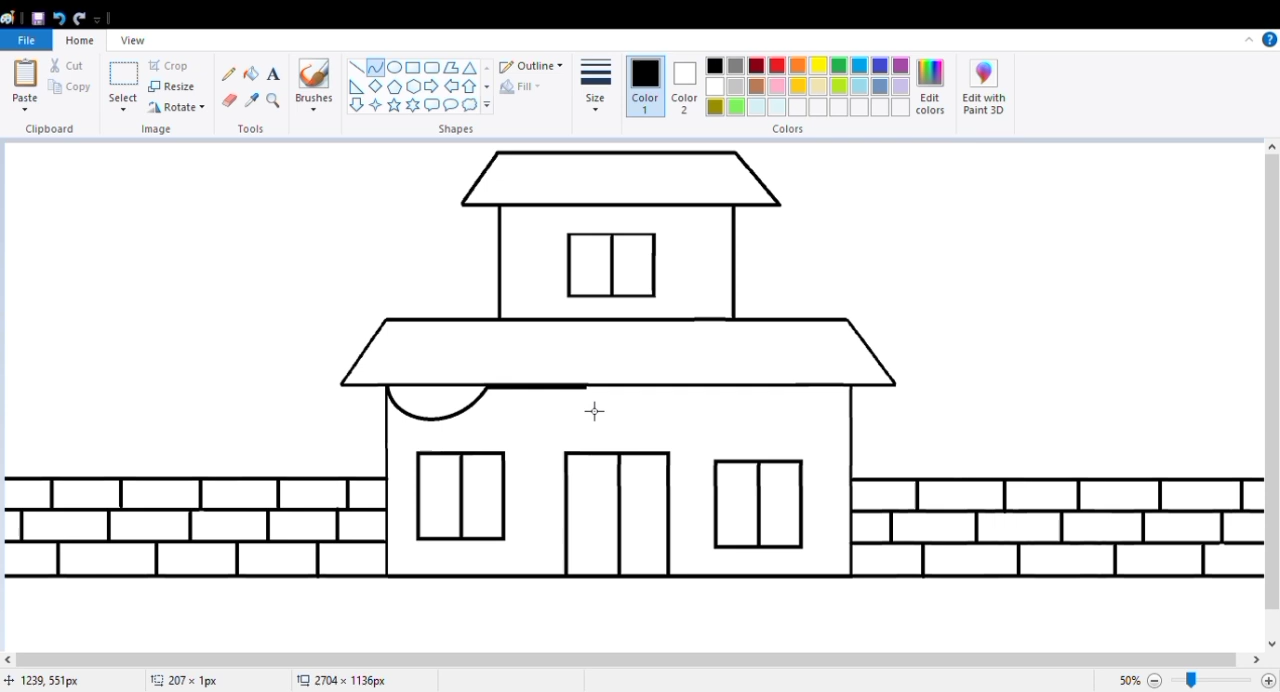 File Home View
Paste Cut Copy
Clipboard
Select Crop Resize Rotate
Image
A
Tools
Brushes
Outline Fill
Shapes
Size
Color 1 Color 2
Edit colors
Colors
Edit with Paint 3D
?
1239, 551px 207 × 1px 2704 × 1136px 50%